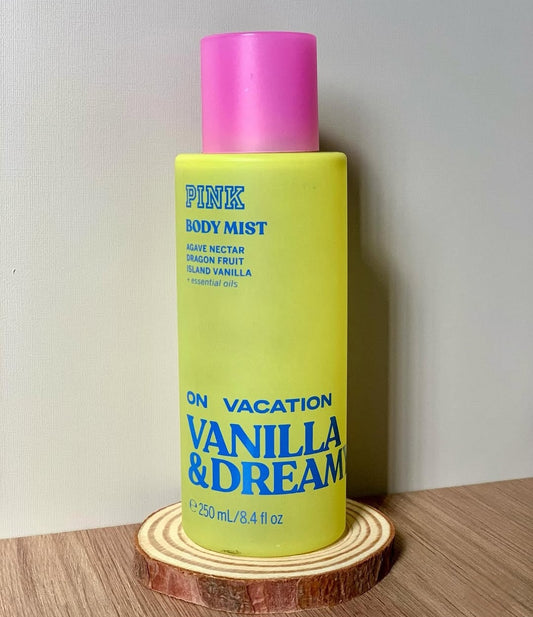 PINK
BODY MIST
AGAVE NECTAR
DRAGON FRUIT
ISLAND VANILLA
+ essential oils
ON VACATION
VANILLA
&DREAMY
℮ 250 mL/8.4 fl oz